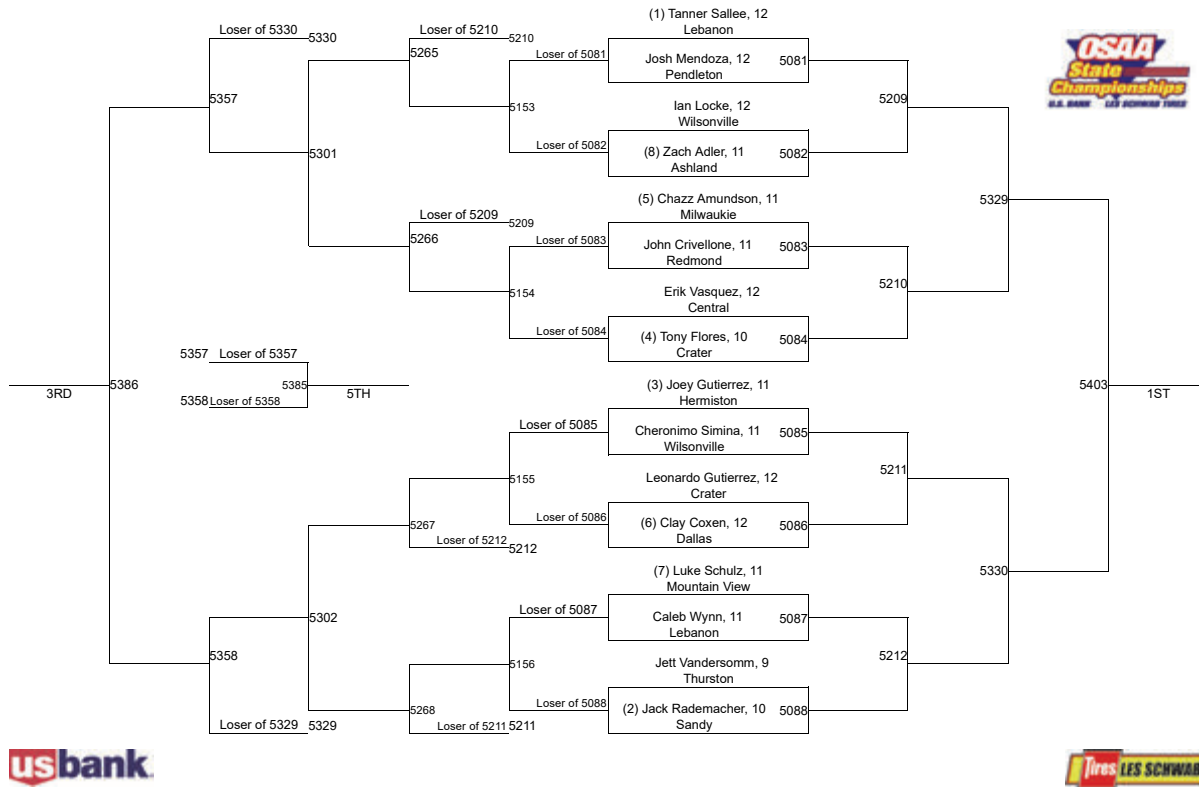 (1) Tanner Sallee, 12
Lebanon
Loser of 5330
5330
Loser of 5210
5210
5265
Loser of 5081
Josh Mendoza, 12
5081
Pendleton
OSAA
State
Championships
U.S. BANK LES SCHWAB TIRES
5357
5153
5209
Ian Locke, 12
Wilsonville
5301
Loser of 5082
(8) Zach Adler, 11
5082
Ashland
(5) Chazz Amundson, 11
Milwaukie
5329
Loser of 5209
5209
5266
Loser of 5083
John Crivellone, 11
5083
Redmond
5154
5210
Erik Vasquez, 12
Central
Loser of 5084
(4) Tony Flores, 10
5084
Crater
5357
Loser of 5357
3RD
5386
5385
5TH
(3) Joey Gutierrez, 11
Hermiston
5403
1ST
5358
Loser of 5358
Loser of 5085
Cheronimo Simina, 11
5085
Wilsonville
5155
5211
Leonardo Gutierrez, 12
Crater
5267
Loser of 5086
(6) Clay Coxen, 12
5086
Dallas
Loser of 5212
5212
(7) Luke Schulz, 11
Mountain View
5330
5302
Loser of 5087
Caleb Wynn, 11
5087
Lebanon
5358
5156
5212
Jett Vandersomm, 9
Thurston
5268
Loser of 5088
(2) Jack Rademacher, 10
5088
Sandy
Loser of 5329
5329
Loser of 5211
5211
usbank
Tires LES SCHWAB